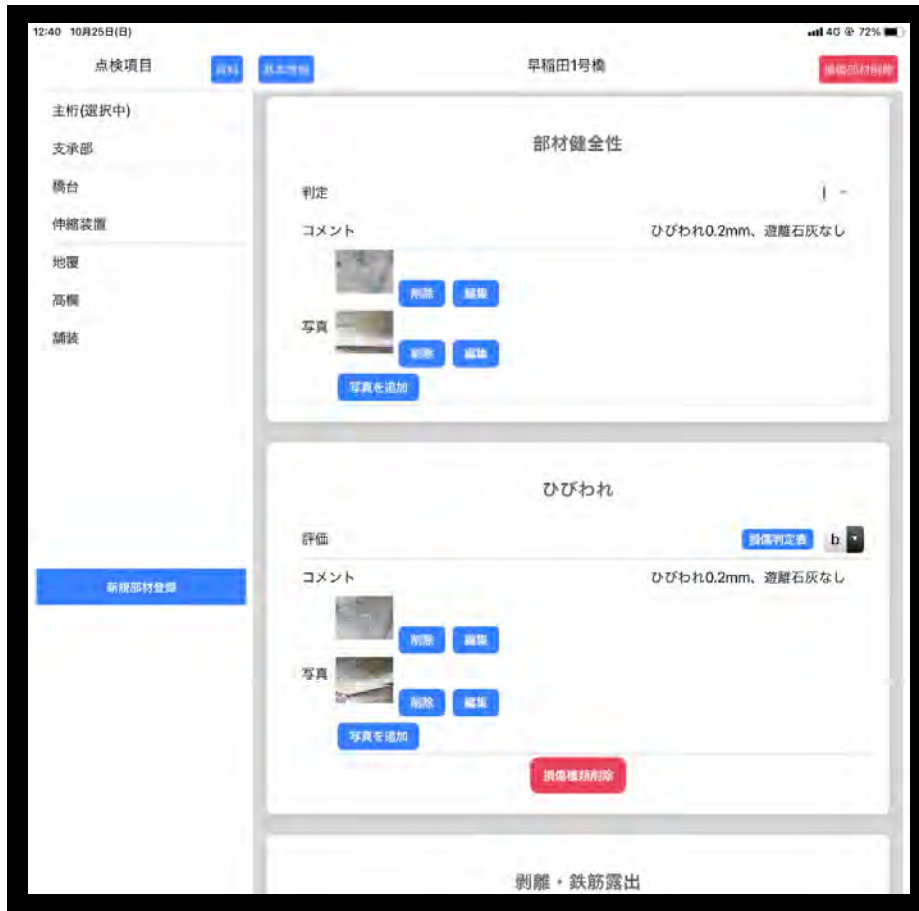 12:40 10月25日(日)
4G @ 72%
点検項目
資料
基本情報
早稲田1号橋
損傷部材削除
主桁(選択中)
支承部
橋台
伸縮装置
地覆
高欄
舗装
新規部材登録
部材健全性
判定
I
コメント
ひびわれ0.2mm、遊離石灰なし
削除 編集
写真
削除 編集
写真を追加
ひびわれ
評価
損傷判定表
b
コメント
ひびわれ0.2mm、遊離石灰なし
削除 編集
写真
削除 編集
写真を追加
損傷種類削除
剥離・鉄筋露出